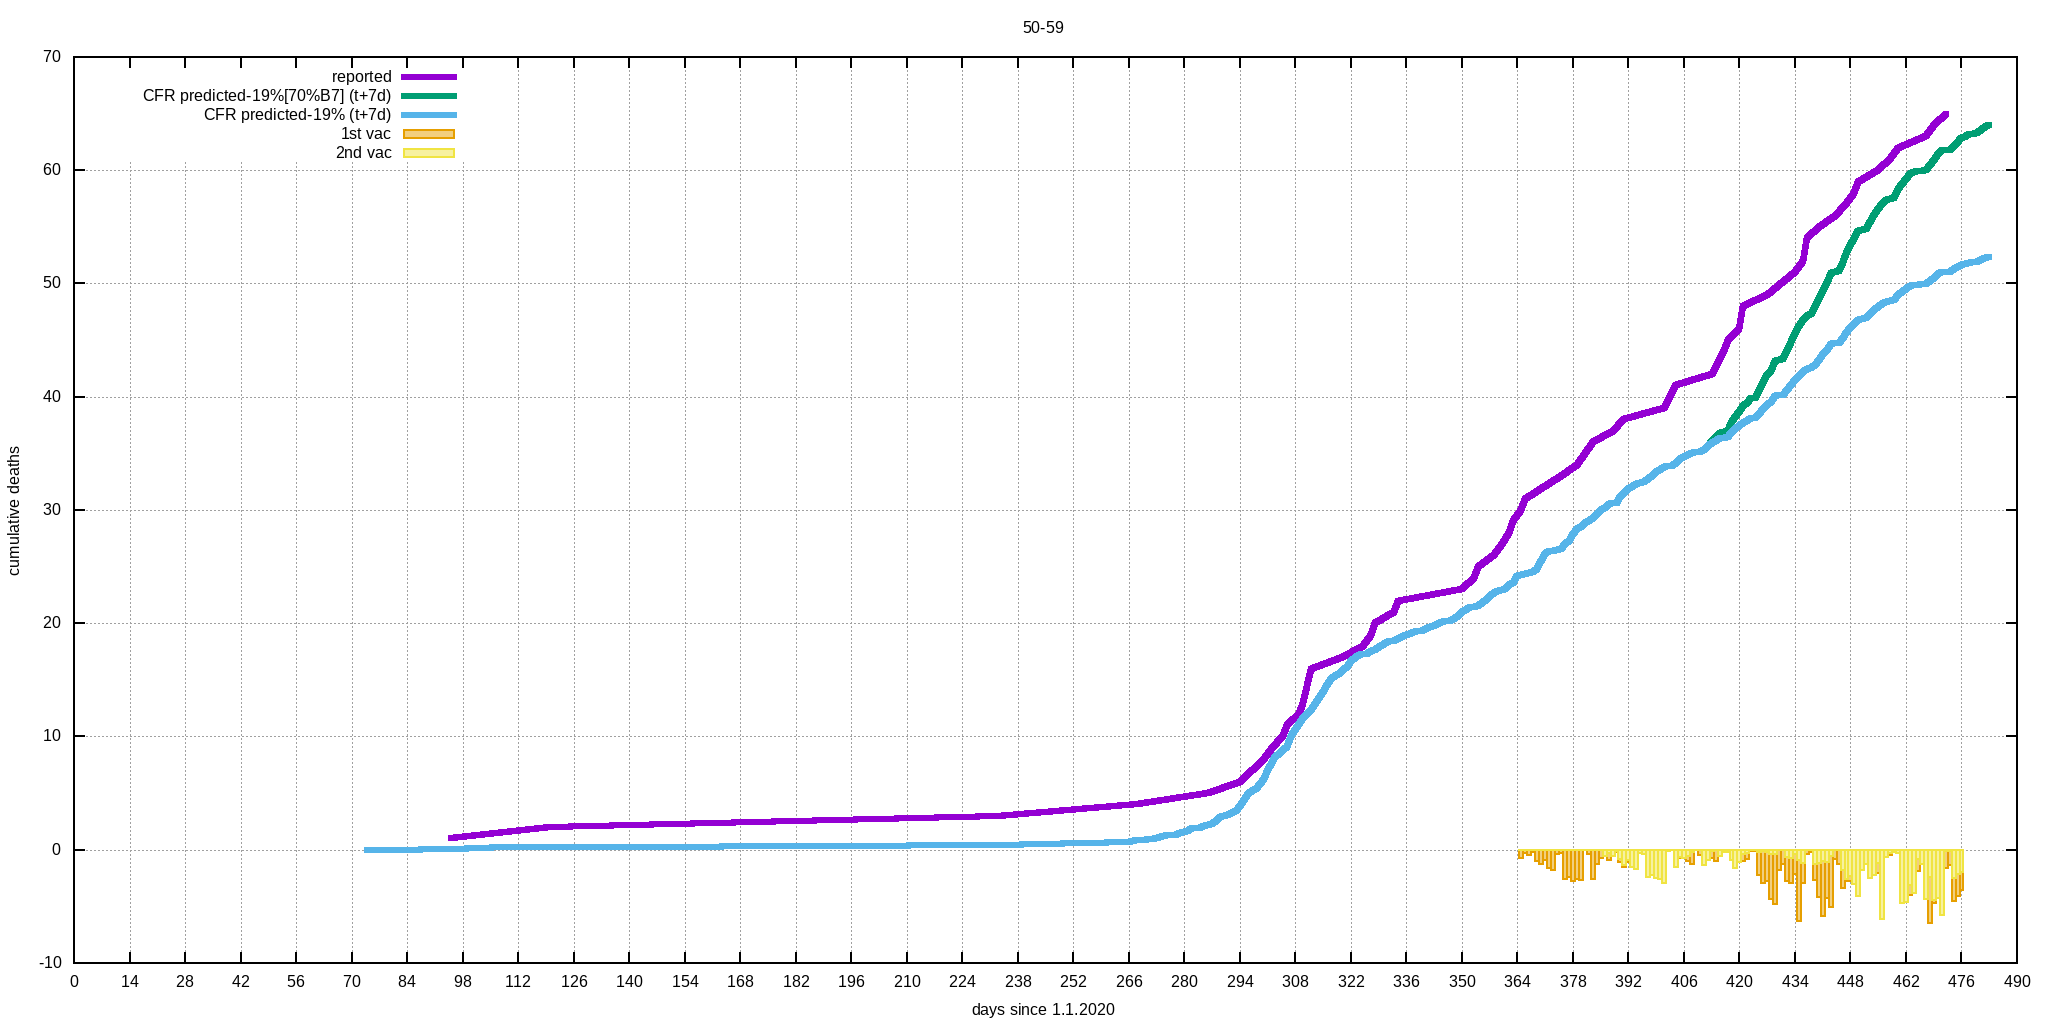 50-59
70
60
50
40
30
20
10
0
-10
cumulative deaths
reported
CFR predicted-19%[70%B7] (t+7d)
CFR predicted-19% (t+7d)
1st vac
2nd vac
0 14 28 42 56 70 84 98 112 126 140 154 168 182 196 210 224 238 252 266 280 294 308 322 336 350 364 378 392 406 420 434 448 462 476 490
days since 1.1.2020